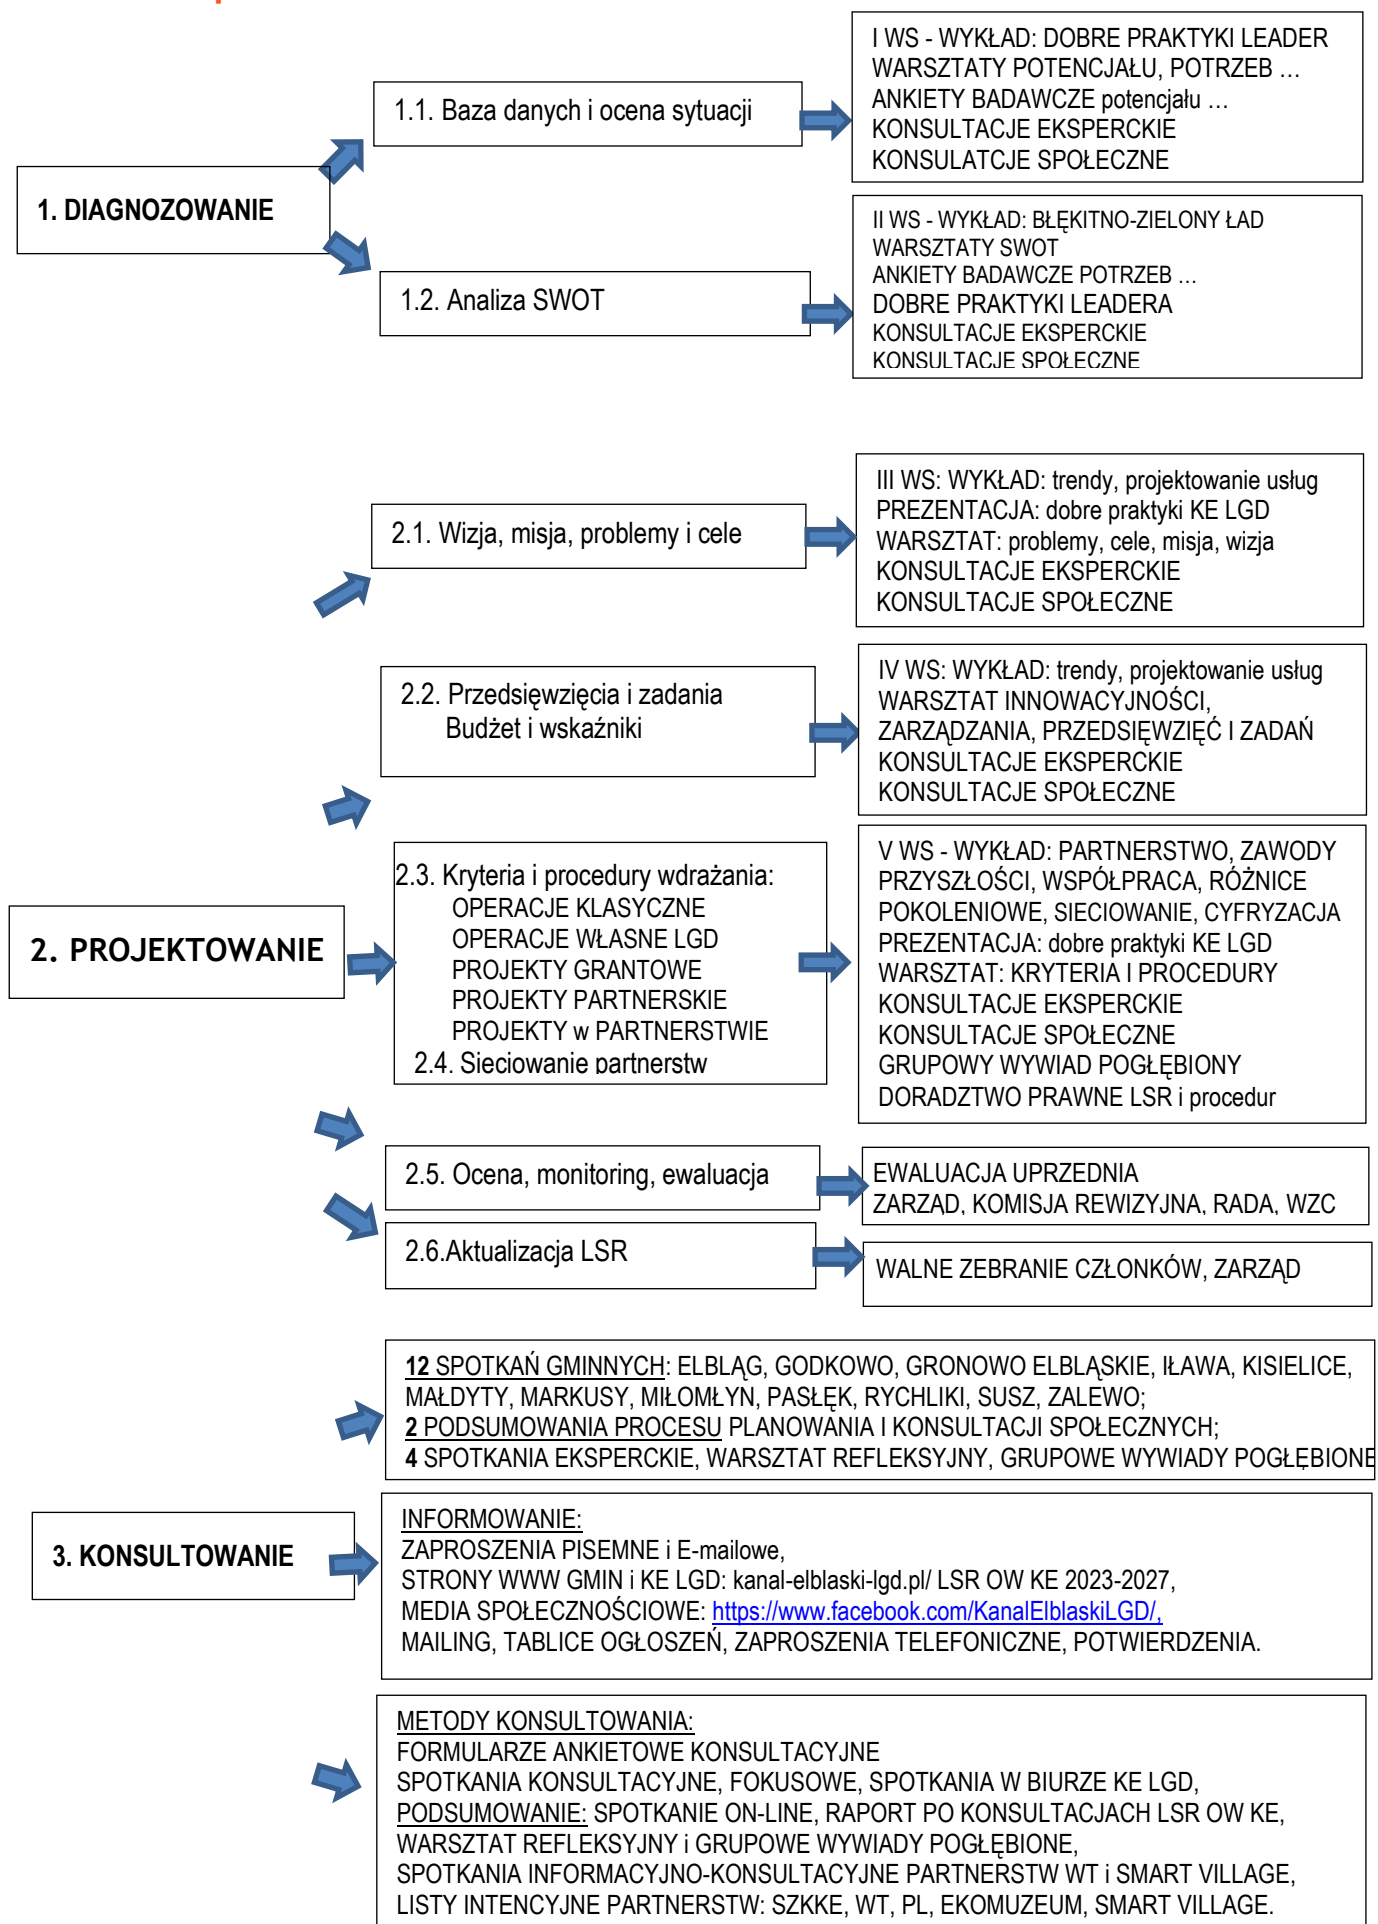 I WS - WYKŁAD: DOBRE PRAKTYKI LEADER
WARSZTATY POTENCJAŁU, POTRZEB …
ANKIETY BADAWCZE potencjału …
KONSULTACJE EKSPERCKIE
KONSULATCJE SPOŁECZNE
1.1. Baza danych i ocena sytuacji
1. DIAGNOZOWANIE
II WS - WYKŁAD: BŁĘKITNO-ZIELONY ŁAD
WARSZTATY SWOT
ANKIETY BADAWCZE POTRZEB …
DOBRE PRAKTYKI LEADERA
KONSULTACJE EKSPERCKIE
KONSULTACJE SPOŁECZNE
1.2. Analiza SWOT
III WS: WYKŁAD: trendy, projektowanie usług
PREZENTACJA: dobre praktyki KE LGD
WARSZTAT: problemy, cele, misja, wizja
KONSULTACJE EKSPERCKIE
KONSULTACJE SPOŁECZNE
2.1. Wizja, misja, problemy i cele
2.2. Przedsięwzięcia i zadania
Budżet i wskaźniki
IV WS: WYKŁAD: trendy, projektowanie usług
WARSZTAT INNOWACYJNOŚCI,
ZARZĄDZANIA, PRZEDSIĘWZIĘĆ I ZADAŃ
KONSULTACJE EKSPERCKIE
KONSULTACJE SPOŁECZNE
2. PROJEKTOWANIE
2.3. Kryteria i procedury wdrażania:
OPERACJE KLASYCZNE
OPERACJE WŁASNE LGD
PROJEKTY GRANTOWE
PROJEKTY PARTNERSKIE
PROJEKTY w PARTNERSTWIE
2.4. Sieciowanie partnerstw
V WS - WYKŁAD: PARTNERSTWO, ZAWODY
PRZYSZŁOŚCI, WSPÓŁPRACA, RÓŻNICE
POKOLENIOWE, SIECIOWANIE, CYFRYZACJA
PREZENTACJA: dobre praktyki KE LGD
WARSZTAT: KRYTERIA I PROCEDURY
KONSULTACJE EKSPERCKIE
KONSULTACJE SPOŁECZNE
GRUPOWY WYWIAD POGŁĘBIONY
DORADZTWO PRAWNE LSR i procedur
2.5. Ocena, monitoring, ewaluacja
EWALUACJA UPRZEDNIA
ZARZĄD, KOMISJA REWIZYJNA, RADA, WZC
2.6.Aktualizacja LSR
WALNE ZEBRANIE CZŁONKÓW, ZARZĄD
12 SPOTKAŃ GMINNYCH: ELBLĄG, GODKOWO, GRONOWO ELBLĄSKIE, IŁAWA, KISIELICE,
MAŁDYTY, MARKUSY, MIŁOMŁYN, PASŁĘK, RYCHLIKI, SUSZ, ZALEWO;
2 PODSUMOWANIA PROCESU PLANOWANIA I KONSULTACJI SPOŁECZNYCH;
4 SPOTKANIA EKSPERCKIE, WARSZTAT REFLEKSYJNY, GRUPOWE WYWIADY POGŁĘBIONE
3. KONSULTOWANIE
INFORMOWANIE:
ZAPROSZENIA PISEMNE i E-mailowe,
STRONY WWW GMIN i KE LGD: kanal-elblaski-lgd.pl/ LSR OW KE 2023-2027,
MEDIA SPOŁECZNOŚCIOWE: https://www.facebook.com/KanalElblaskiLGD/,
MAILING, TABLICE OGŁOSZEŃ, ZAPROSZENIA TELEFONICZNE, POTWIERDZENIA.
METODY KONSULTOWANIA:
FORMULARZE ANKIETOWE KONSULTACYJNE
SPOTKANIA KONSULTACYJNE, FOKUSOWE, SPOTKANIA W BIURZE KE LGD,
PODSUMOWANIE: SPOTKANIE ON-LINE, RAPORT PO KONSULTACJACH LSR OW KE,
WARSZTAT REFLEKSYJNY i GRUPOWE WYWIADY POGŁĘBIONE,
SPOTKANIA INFORMACYJNO-KONSULTACYJNE PARTNERSTW WT i SMART VILLAGE,
LISTY INTENCYJNE PARTNERSTW: SZKKE, WT, PL, EKOMUZEUM, SMART VILLAGE.